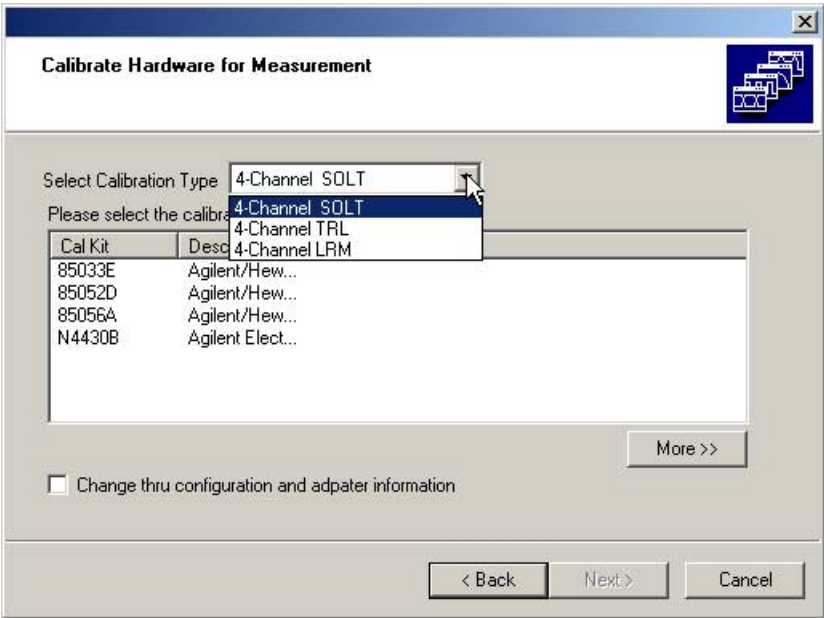 Calibrate Hardware for Measurement
Select Calibration Type 4-Channel SOLT
4-Channel SOLT
4-Channel TRL
4-Channel LRM
Please select the calibra
Cal Kit Desc
85033E Agilent/Hew...
85052D Agilent/Hew...
85056A Agilent/Hew...
N4430B Agilent Elect...
More >>
Change thru configuration and adpater information
< Back Next > Cancel